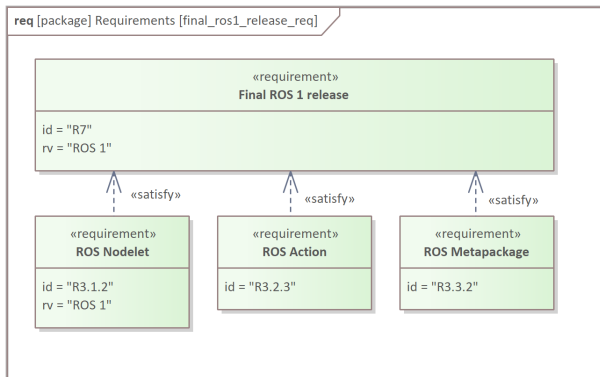 req [package] Requirements [final_ros1_release_req]
«requirement»
Final ROS 1 release
id = "R7"
rv = "ROS 1"
«satisfy»
«satisfy»
«satisfy»
«requirement»
ROS Nodelet
id = "R3.1.2"
rv = "ROS 1"
«requirement»
ROS Action
id = "R3.2.3"
«requirement»
ROS Metapackage
id = "R3.3.2"